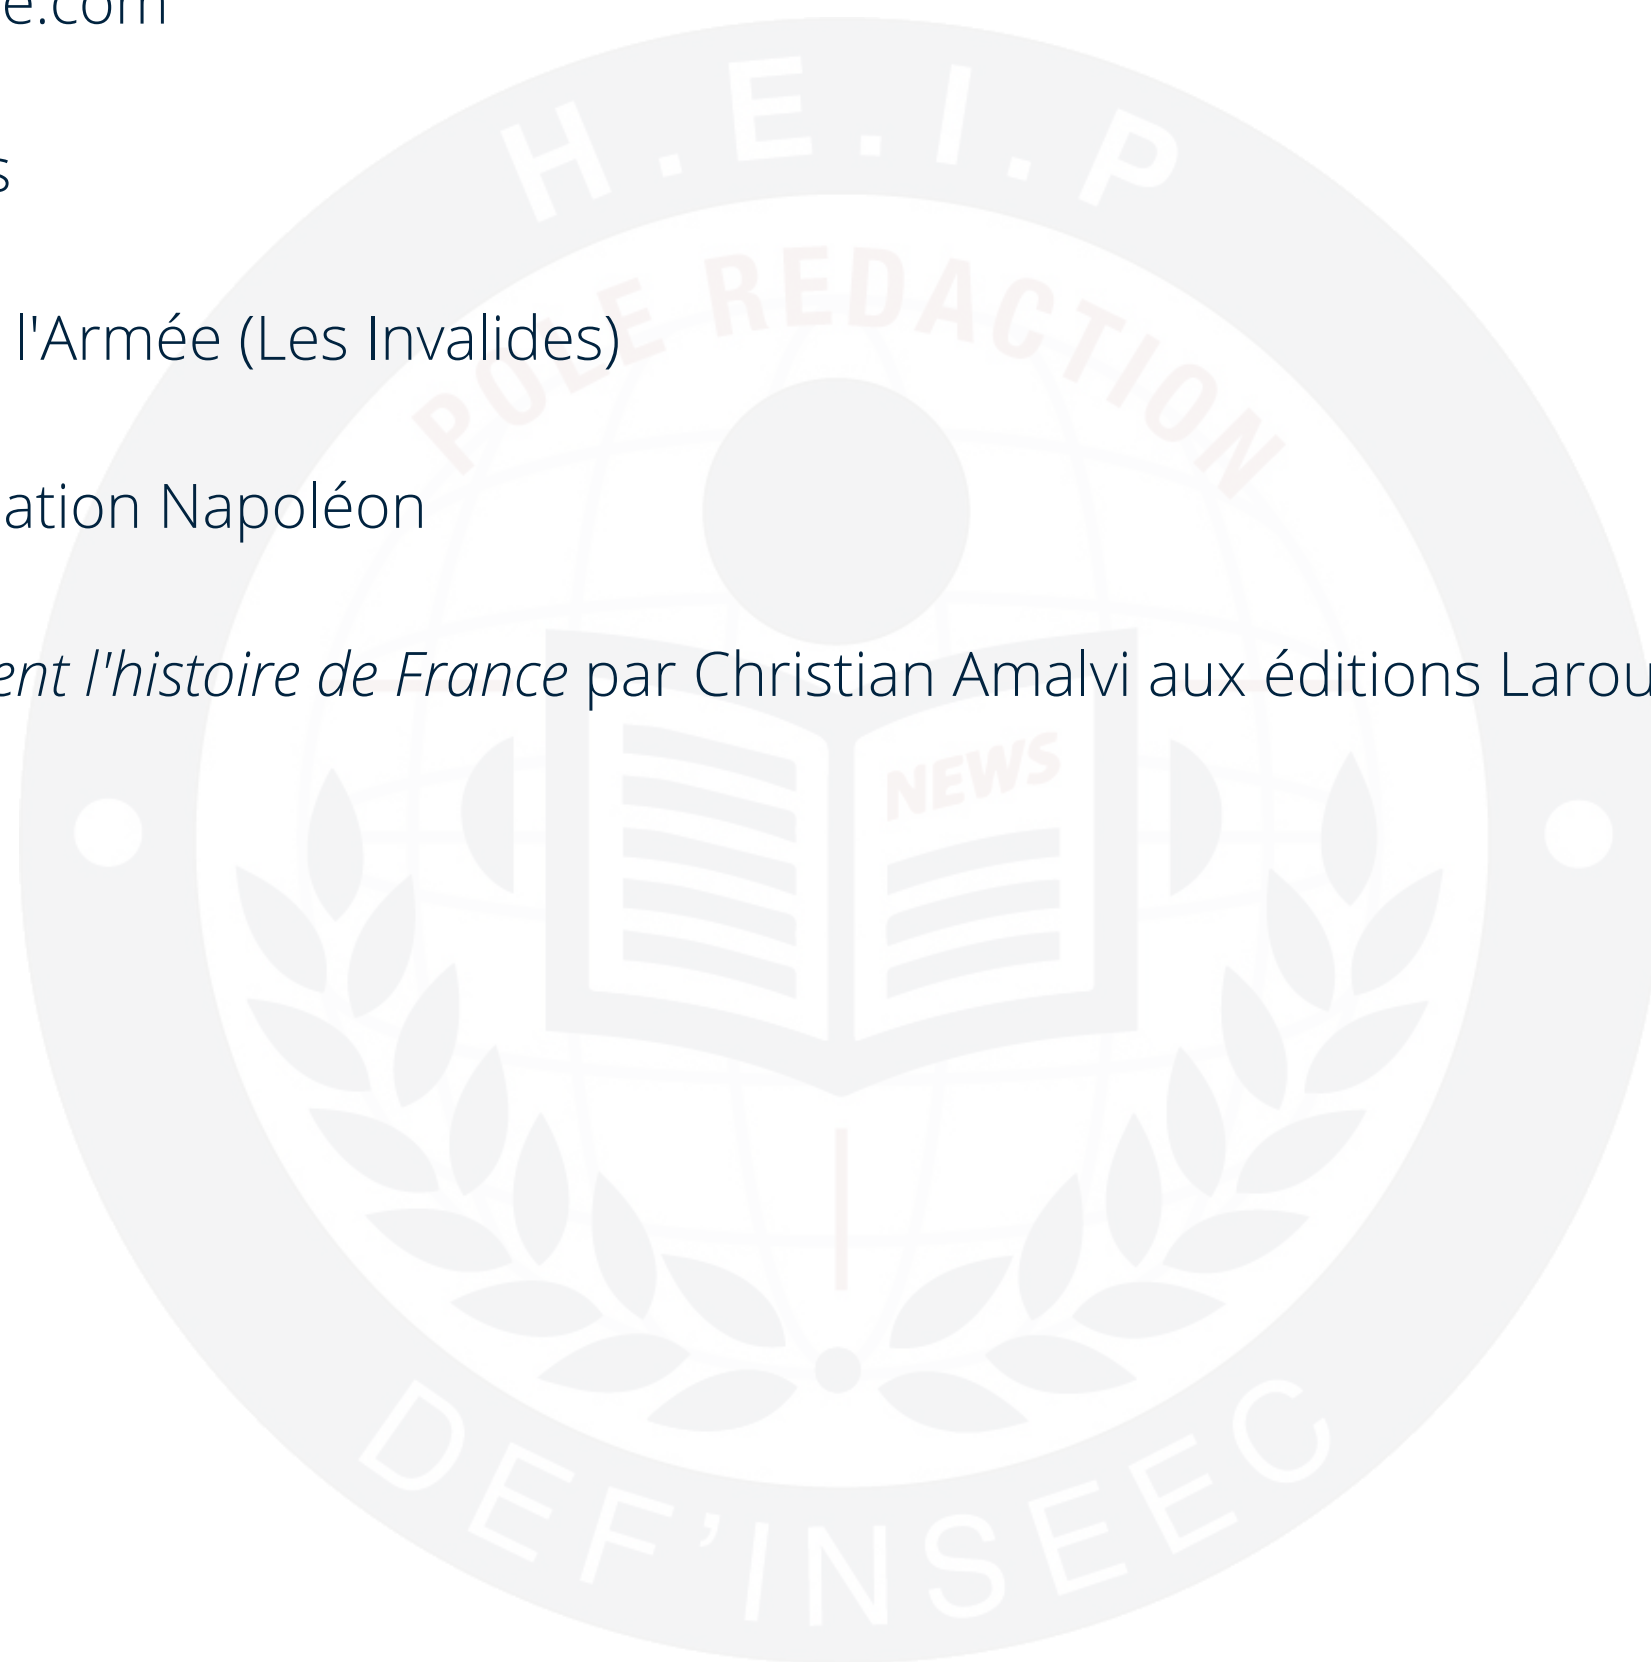 e.com
s
l'Armée (Les Invalides)
ation Napoléon
ent l'histoire de France par Christian Amalvi aux éditions Larou
H.E.I.P
POLE REDACTION
NEWS
DEF'INSEEC